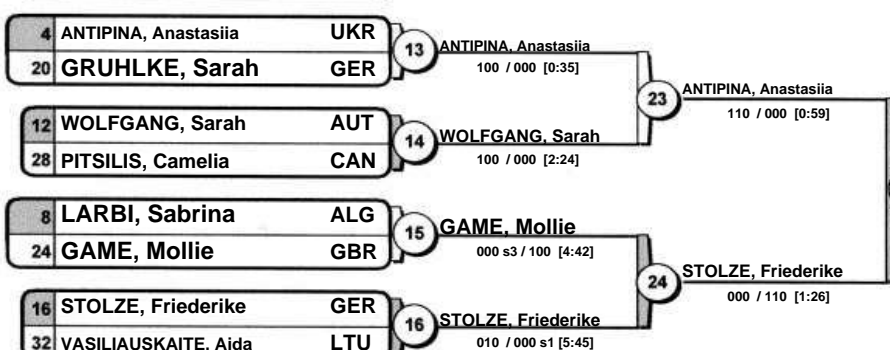 4 ANTIPINA, Anastasiia UKR
20 GRUHLKE, Sarah GER
13
ANTIPINA, Anastasiia
100 / 000 [0:35]
12 WOLFGANG, Sarah AUT
28 PITSILIS, Camelia CAN
14
WOLFGANG, Sarah
100 / 000 [2:24]
23
ANTIPINA, Anastasiia
110 / 000 [0:59]
8 LARBI, Sabrina ALG
24 GAME, Mollie GBR
15
GAME, Mollie
000 s3 / 100 [4:42]
16 STOLZE, Friederike GER
32 VASILIAUSKAITE, Aida LTU
16
STOLZE, Friederike
010 / 000 s1 [5:45]
24
STOLZE, Friederike
000 / 110 [1:26]